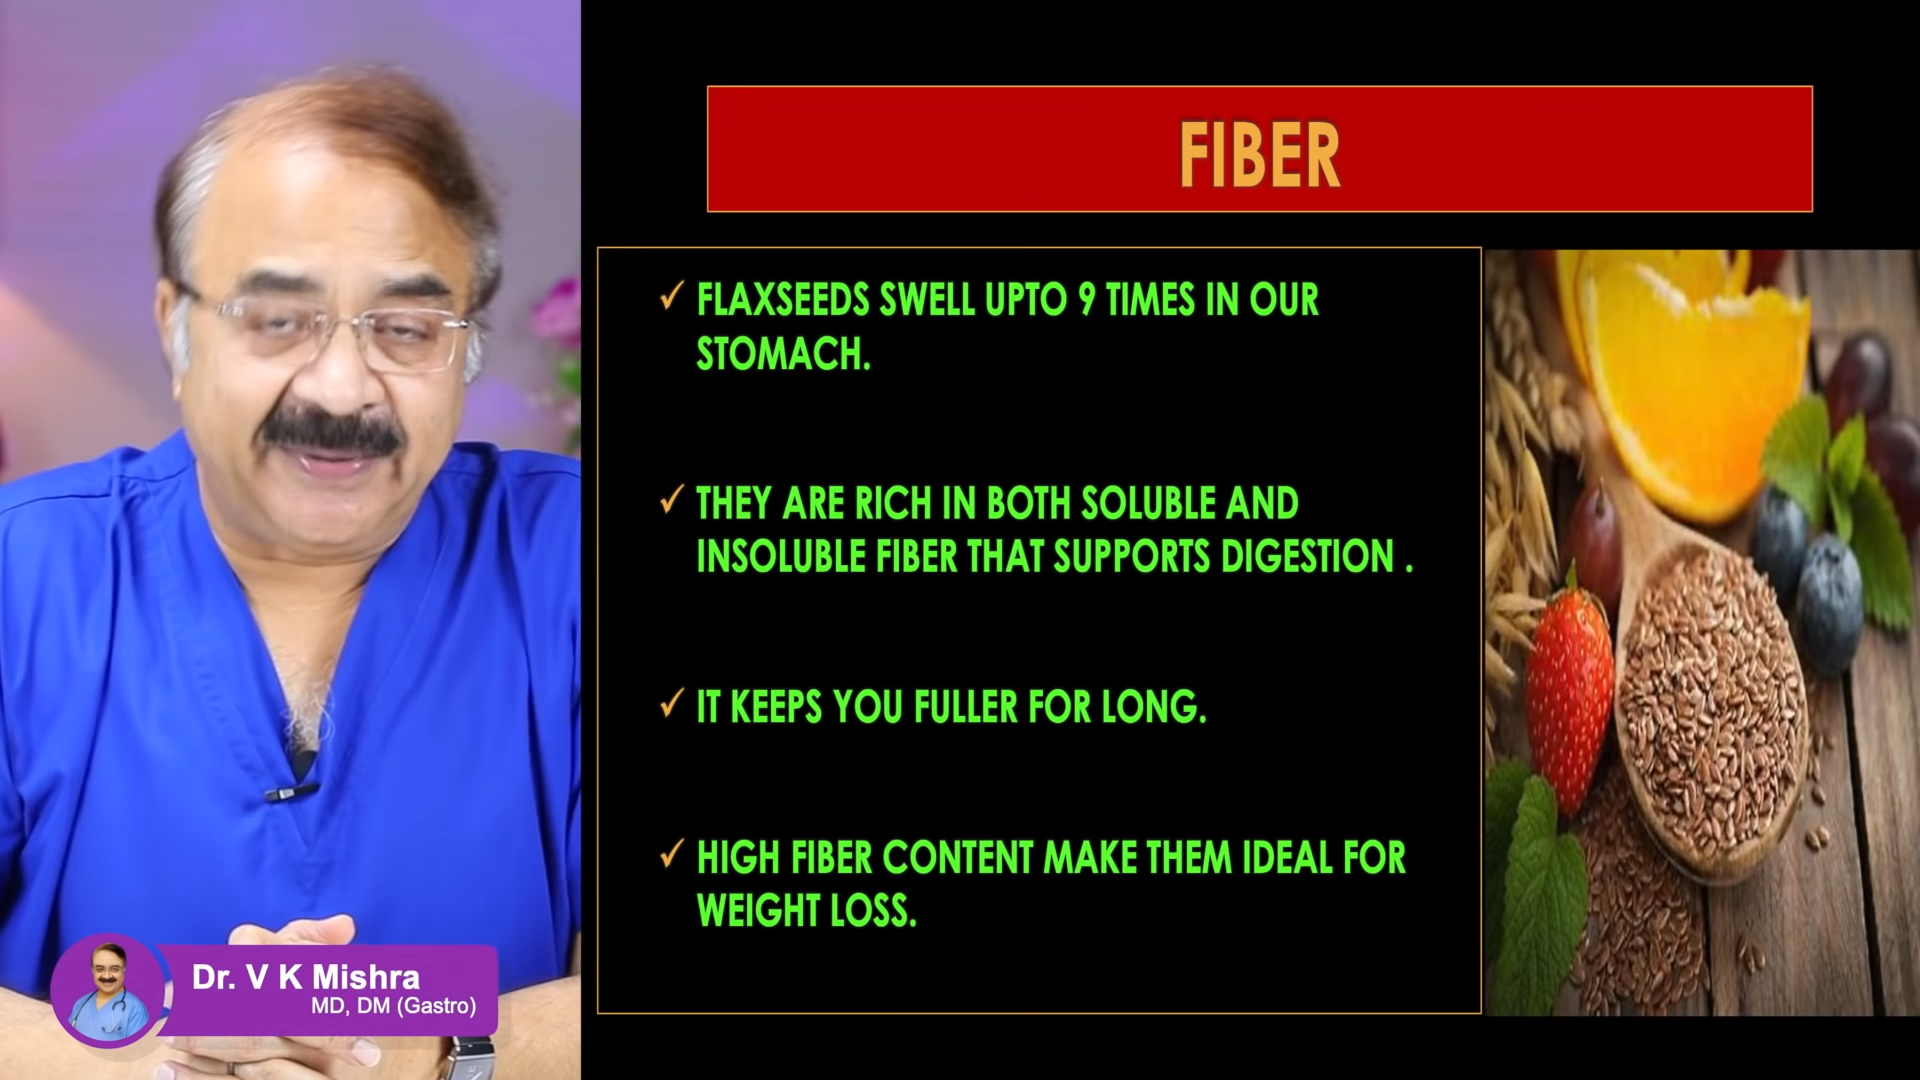 FIBER
✓ FLAXSEEDS SWELL UPTO 9 TIMES IN OUR
STOMACH.
✓ THEY ARE RICH IN BOTH SOLUBLE AND
INSOLUBLE FIBER THAT SUPPORTS DIGESTION .
✓ IT KEEPS YOU FULLER FOR LONG.
✓ HIGH FIBER CONTENT MAKE THEM IDEAL FOR
WEIGHT LOSS.
Dr. V K Mishra
MD, DM (Gastro)